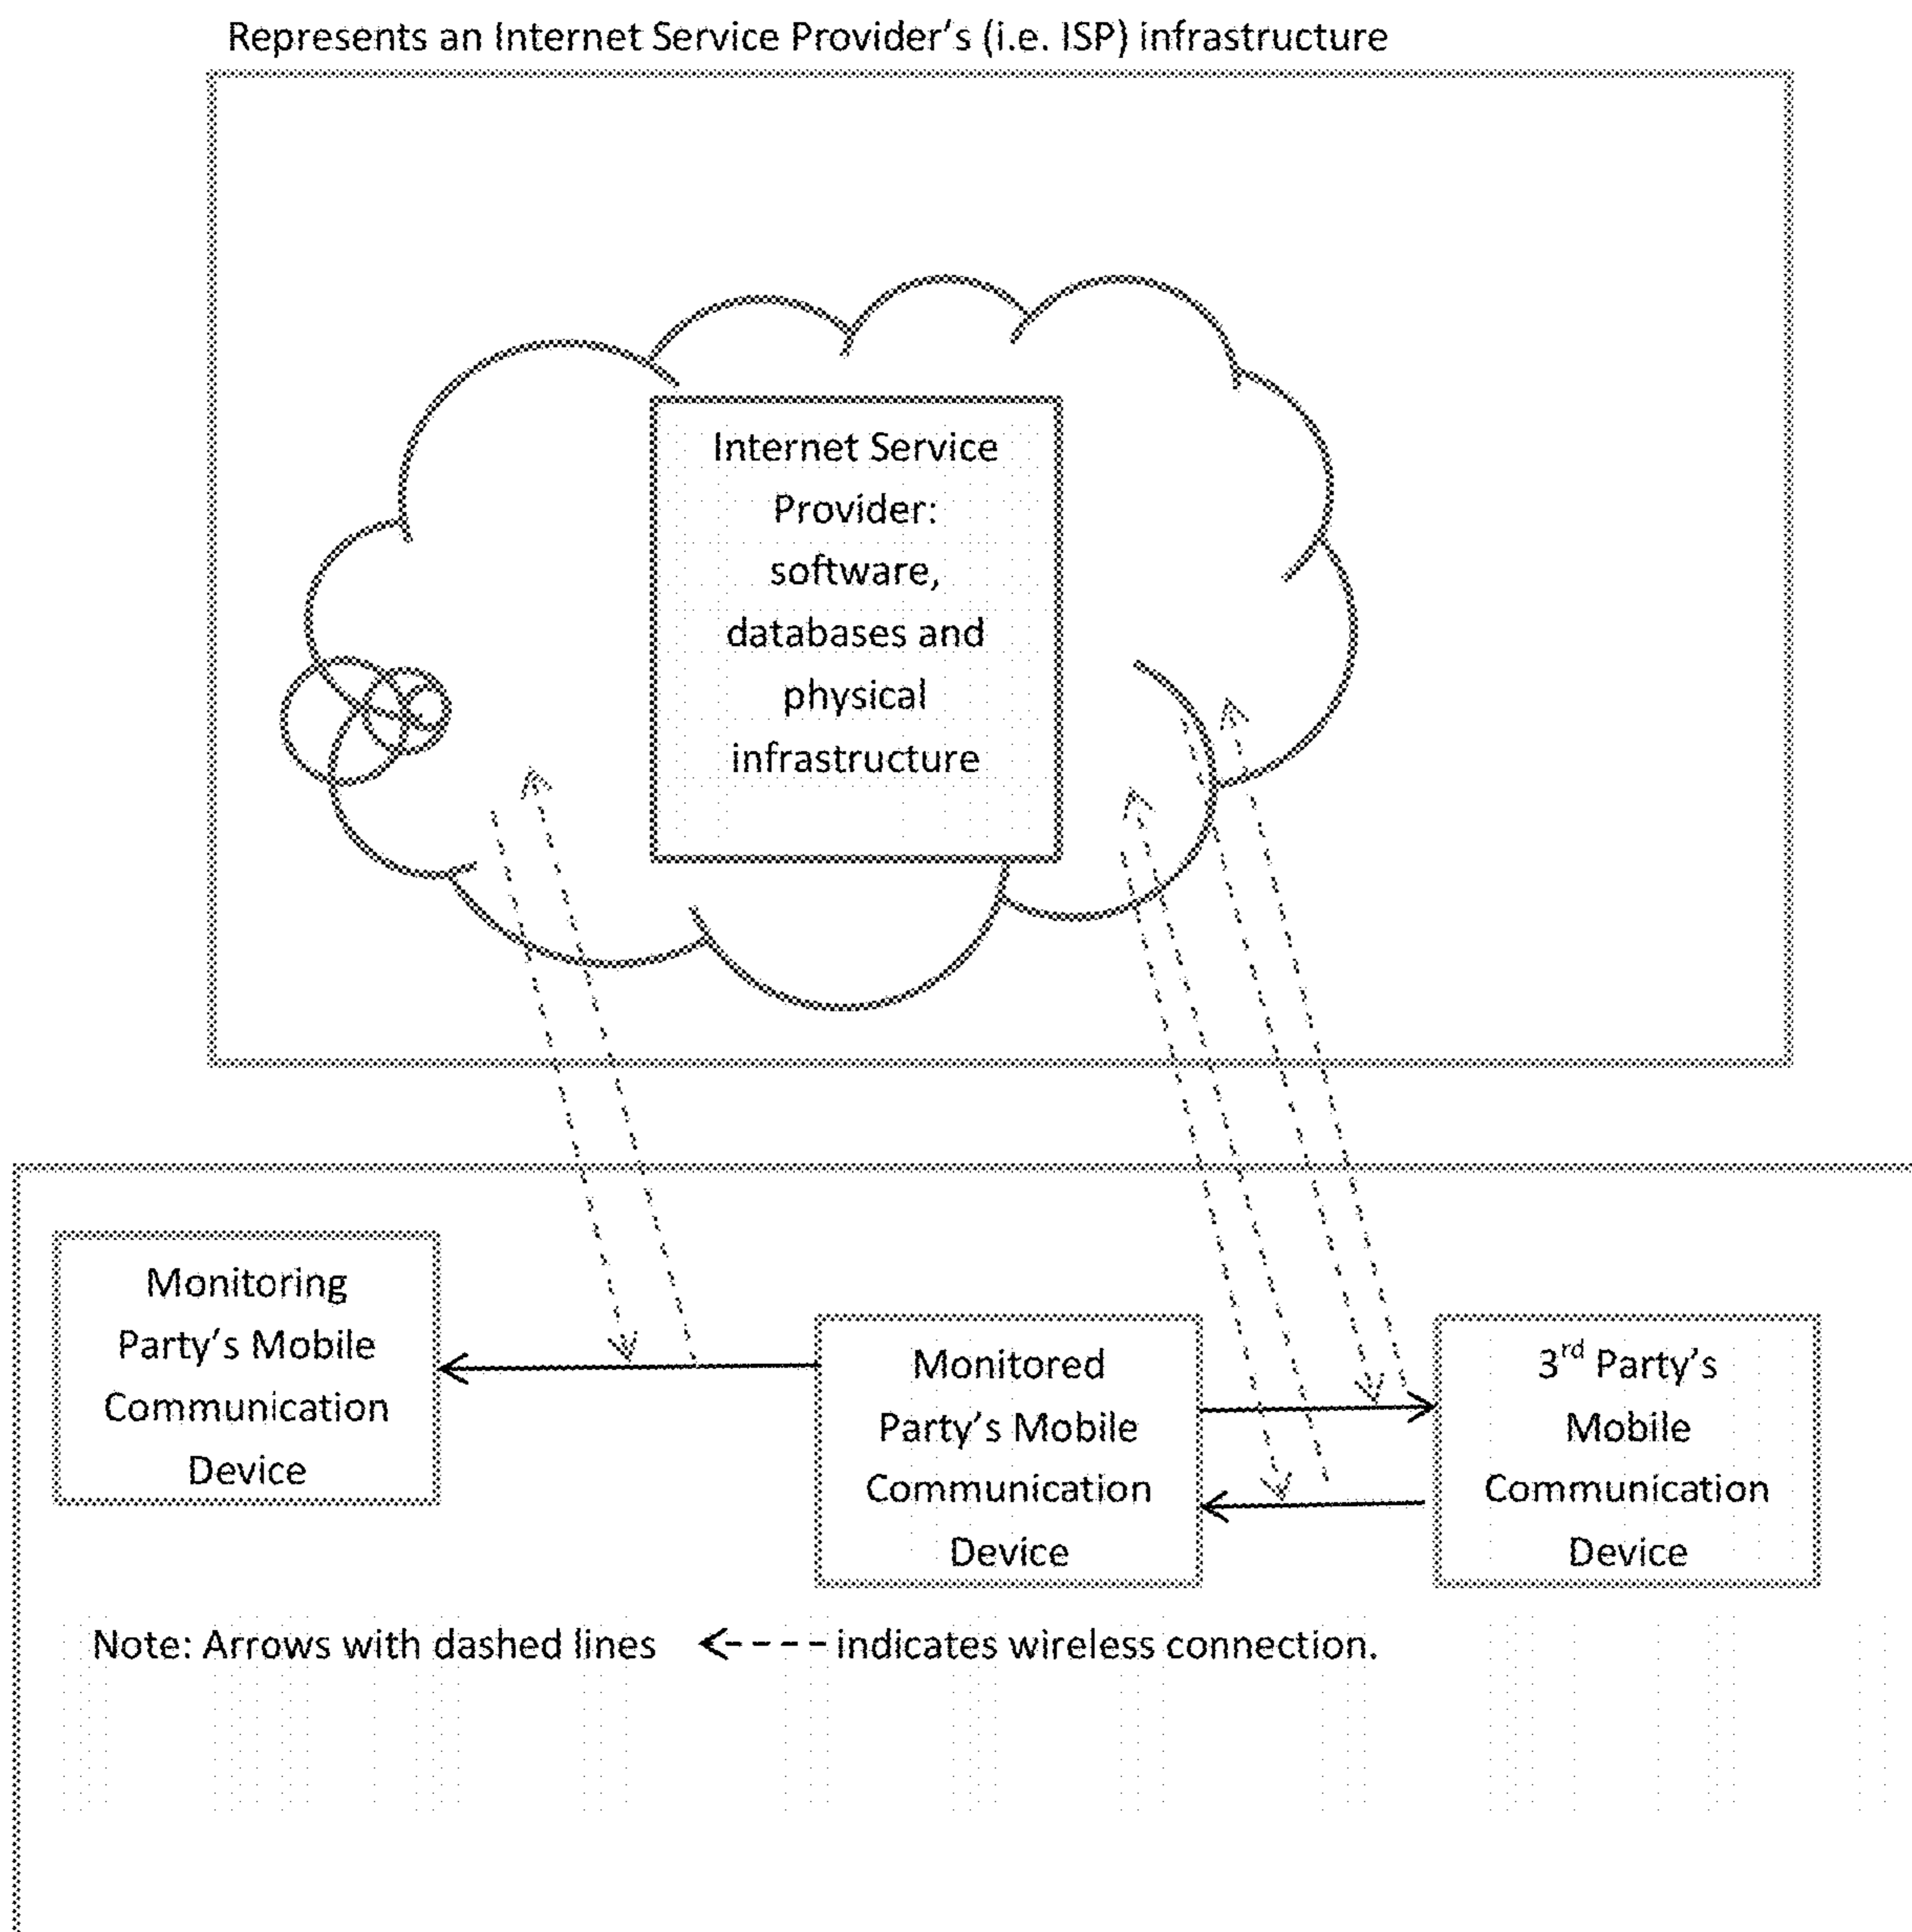 Represents an Internet Service Provider's (i.e. ISP) infrastructure
Internet Service
Provider:
software,
databases and
physical
infrastructure
Monitoring
Party's Mobile
Communication
Device
Monitored
Party's Mobile
Communication
Device
3rd Party's
Mobile
Communication
Device
Note: Arrows with dashed lines indicates wireless connection.